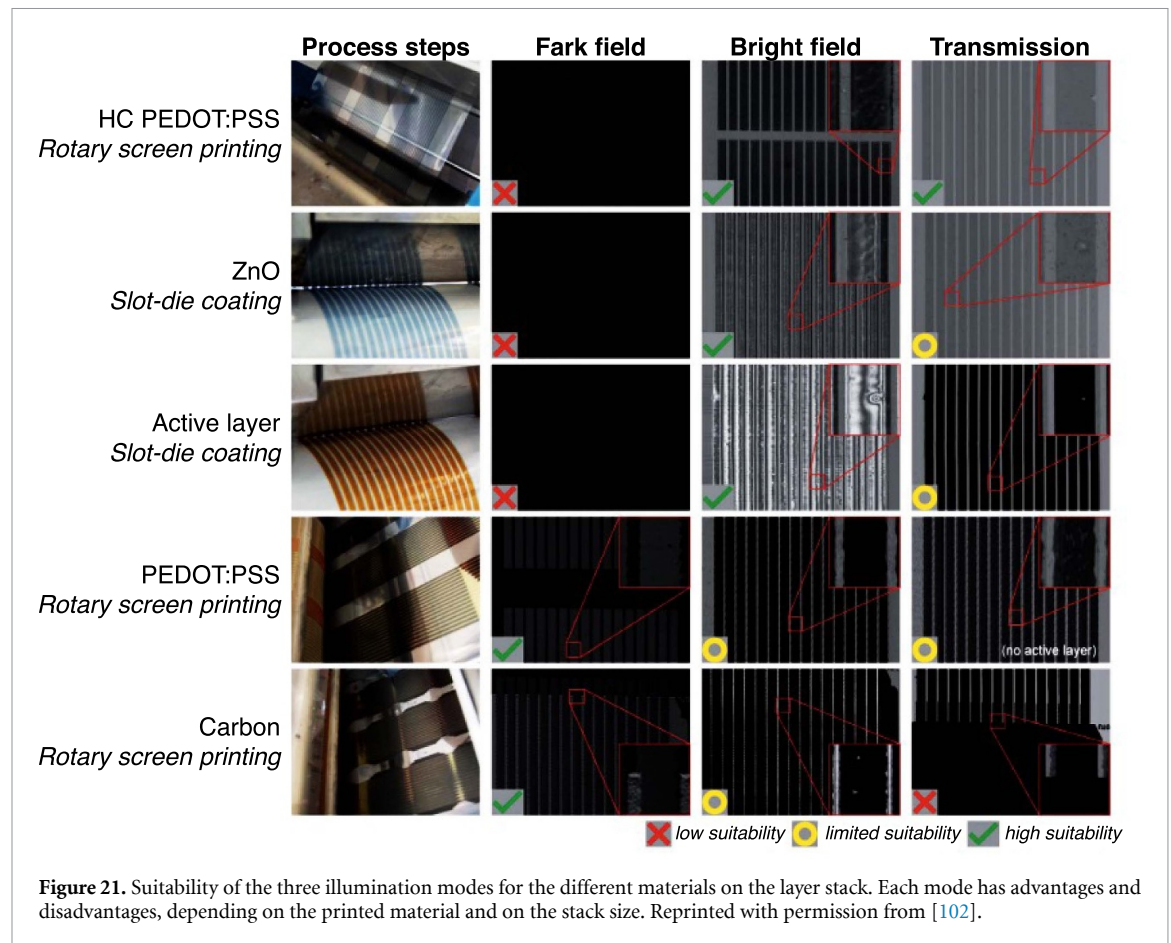 Process steps Fark field Bright field Transmission
HC PEDOT:PSS
Rotary screen printing
ZnO
Slot-die coating
Active layer
Slot-die coating
PEDOT:PSS
Rotary screen printing
(no active layer)
Carbon
Rotary screen printing
low suitability limited suitability high suitability
Figure 21. Suitability of the three illumination modes for the different materials on the layer stack. Each mode has advantages and
disadvantages, depending on the printed material and on the stack size. Reprinted with permission from [102].